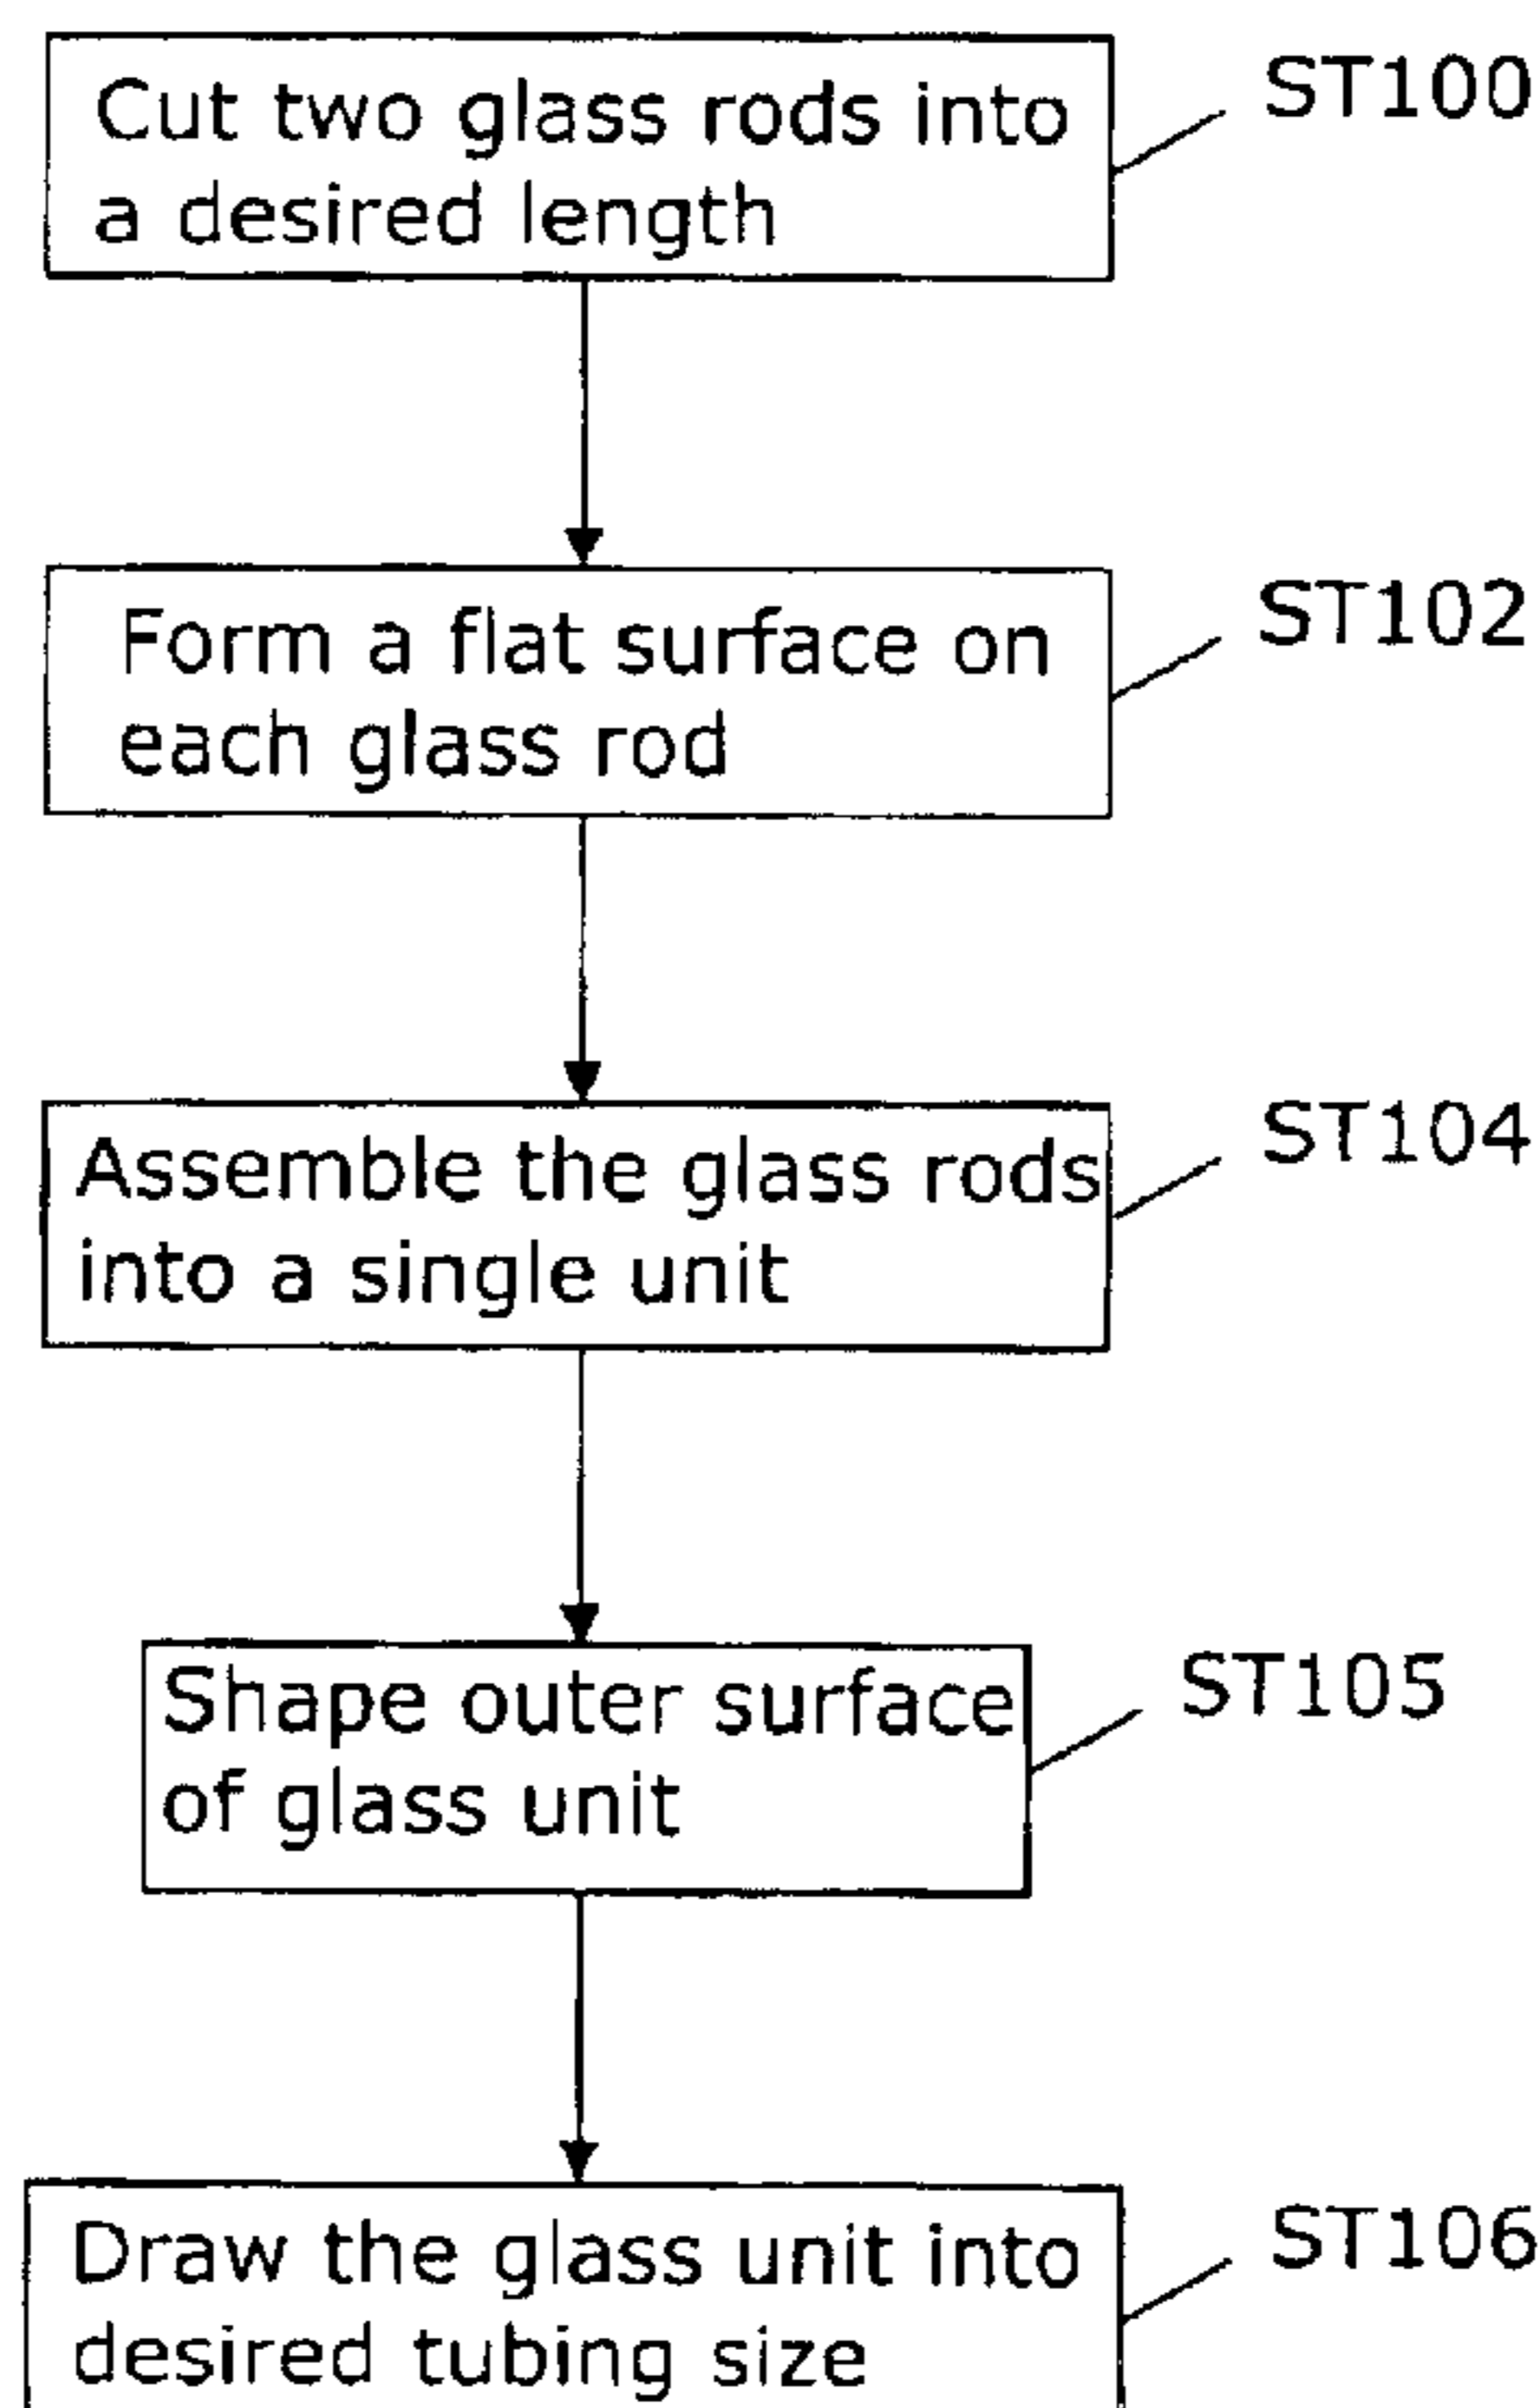 Cut two glass rods into
a desired length
ST100
Form a flat surface on
each glass rod
ST102
Assemble the glass rods
into a single unit
ST104
Shape outer surface
of glass unit
ST105
Draw the glass unit into
desired tubing size
ST106